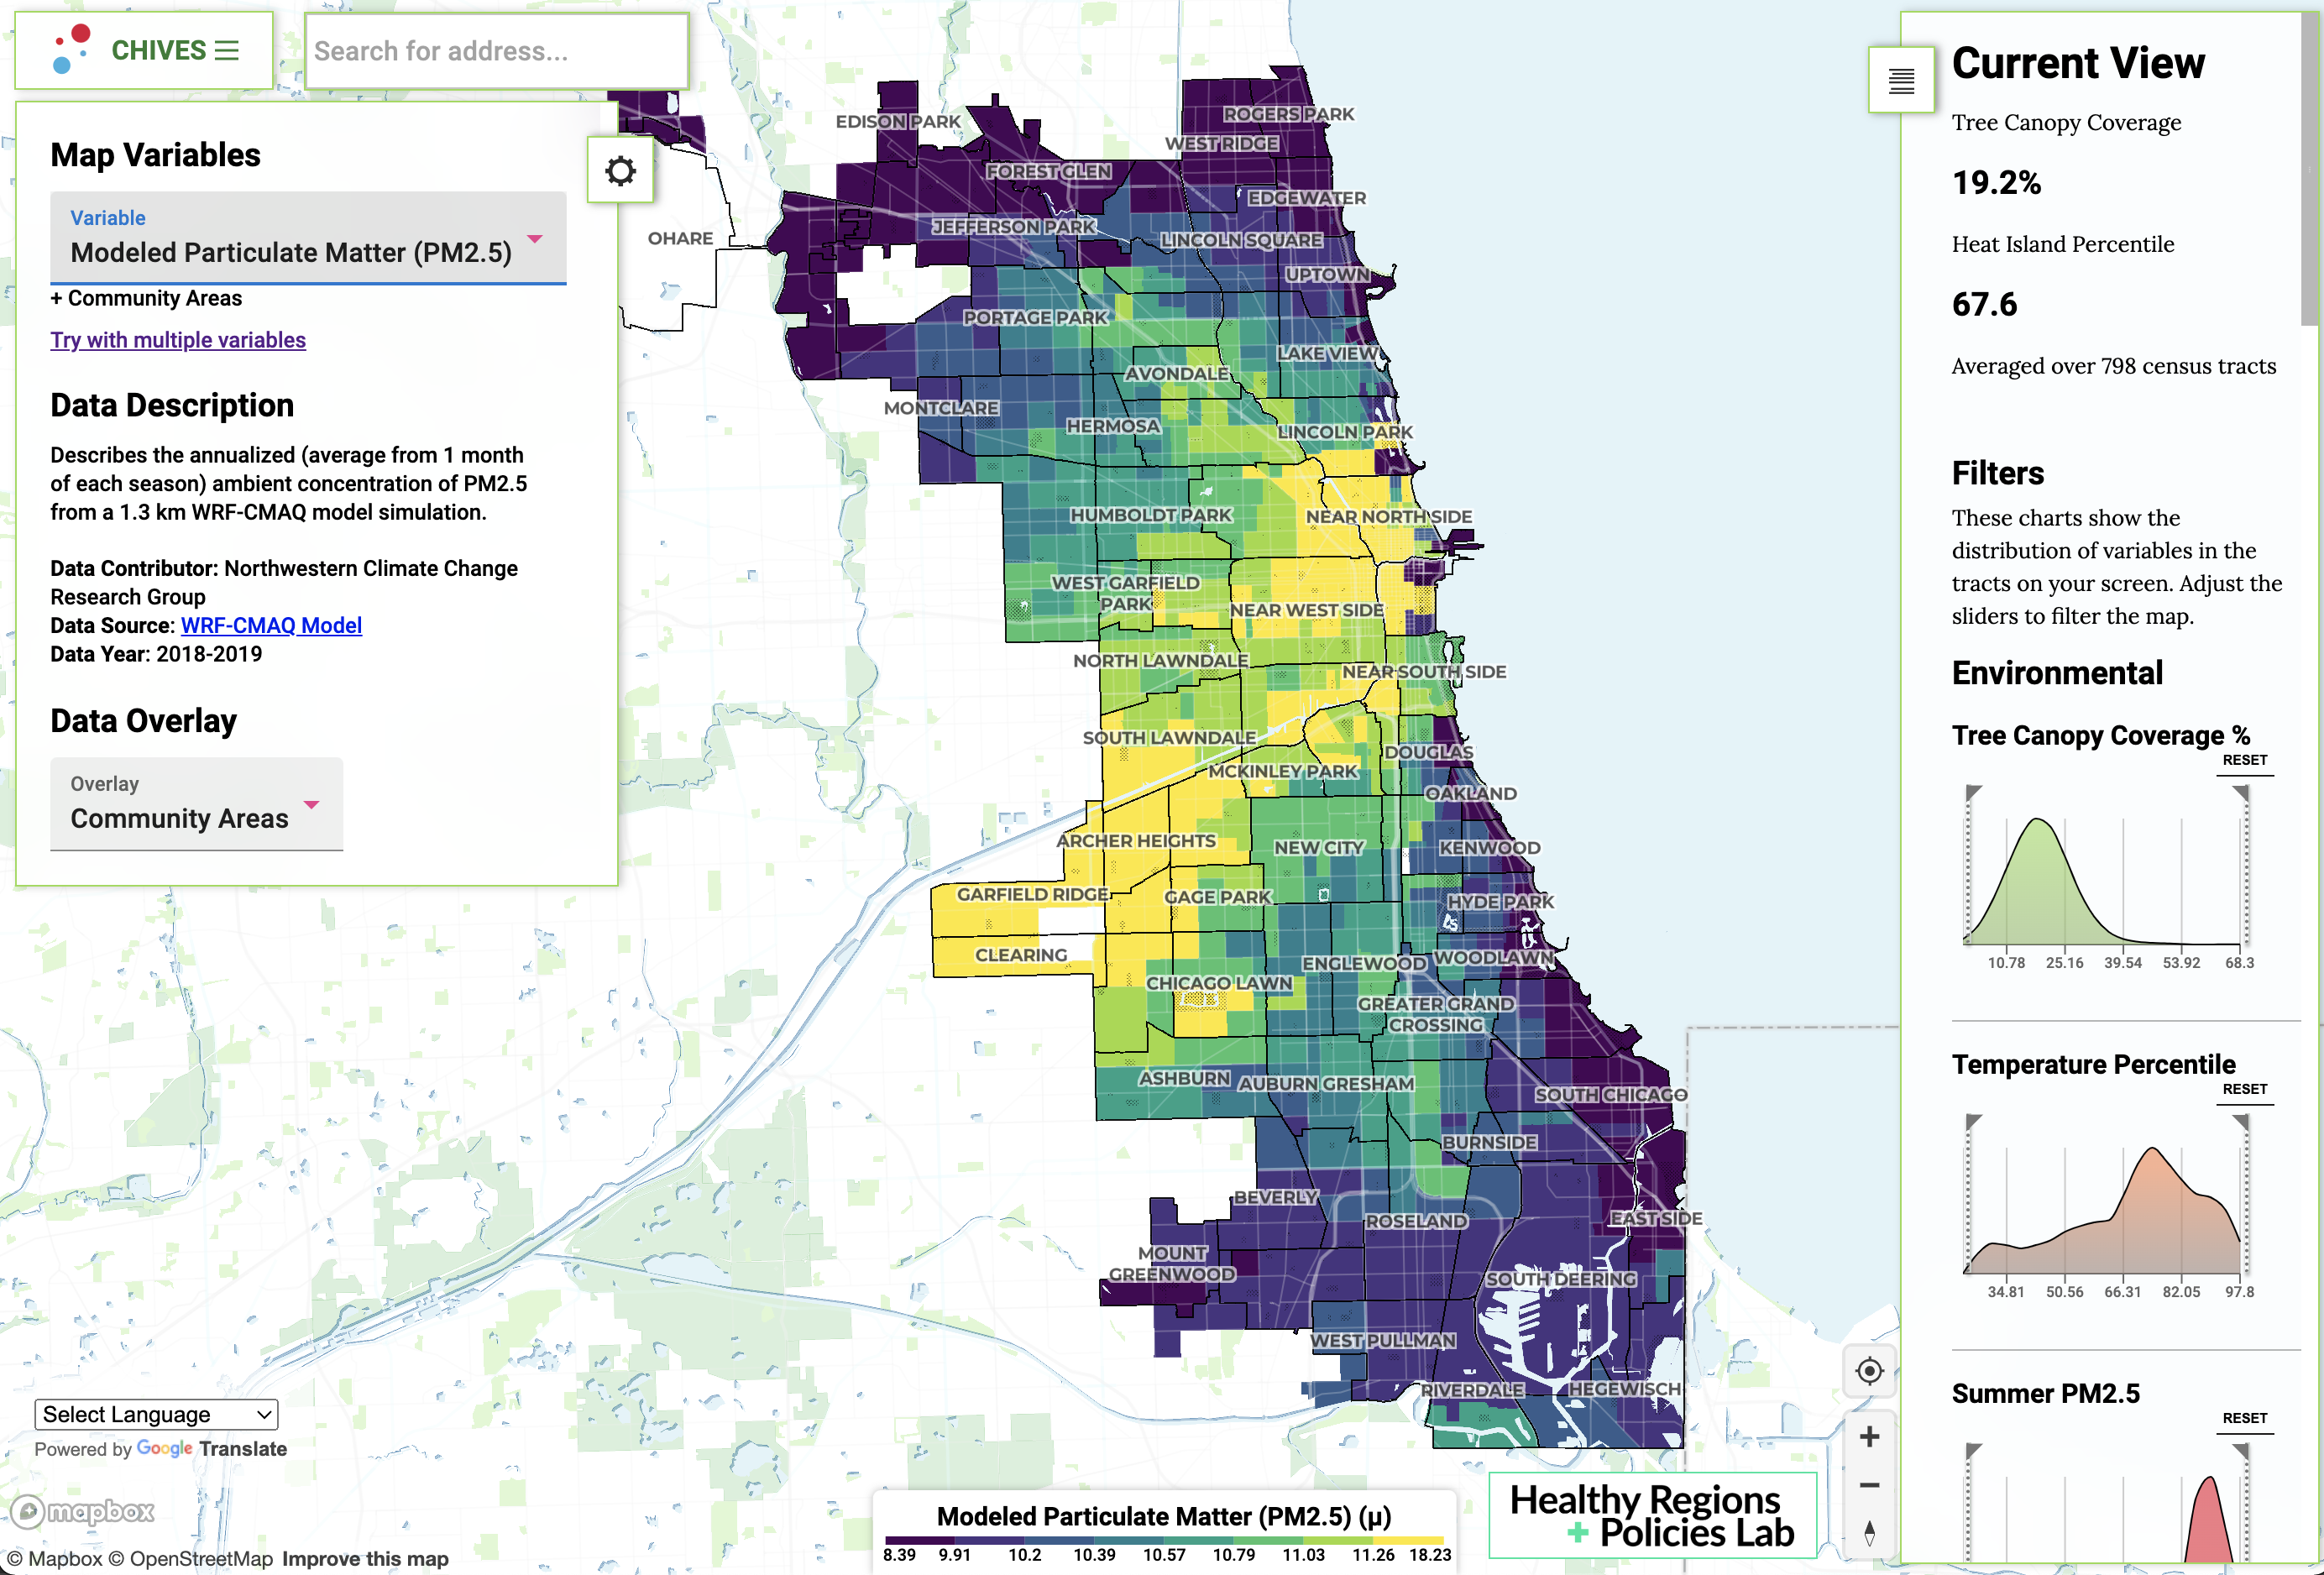 CHIVES
Search for address...
Map Variables
Variable
Modeled Particulate Matter (PM2.5)
+ Community Areas
Try with multiple variables
Data Description
Describes the annualized (average from 1 month
of each season) ambient concentration of PM2.5
from a 1.3 km WRF-CMAQ model simulation.
Data Contributor: Northwestern Climate Change
Research Group
Data Source: WRF-CMAQ Model
Data Year: 2018-2019
Data Overlay
Overlay
Community Areas
Select Language
Powered by Google Translate
mapbox
© Mapbox © OpenStreetMap Improve this map
EDISON PARK
ROGERS PARK
WEST RIDGE
FOREST GLEN
EDGEWATER
JEFFERSON PARK
OHARE
LINCOLN SQUARE
UPTOWN
PORTAGE PARK
LAKE VIEW
AVONDALE
MONTCLARE
HERMOSA
LINCOLN PARK
HUMBOLDT PARK
NEAR NORTH SIDE
WEST GARFIELD
PARK
NEAR WEST SIDE
NORTH LAWNDALE
NEAR SOUTH SIDE
SOUTH LAWNDALE
DOUGLAS
MCKINLEY PARK
OAKLAND
ARCHER HEIGHTS
NEW CITY
KENWOOD
GARFIELD RIDGE
GAGE PARK
HYDE PARK
CLEARING
ENGLEWOOD
WOODLAWN
CHICAGO LAWN
GREATER GRAND
CROSSING
ASHBURN
AUBURN GRESHAM
SOUTH CHICAGO
BURNSIDE
BEVERLY
ROSELAND
EAST SIDE
MOUNT
GREENWOOD
SOUTH DEERING
WEST PULLMAN
RIVERDALE
HEGEWISCH
Modeled Particulate Matter (PM2.5) (μ)
8.39 9.91 10.2 10.39 10.57 10.79 11.03 11.26 18.23
Healthy Regions
+ Policies Lab
Current View
Tree Canopy Coverage
19.2%
Heat Island Percentile
67.6
Averaged over 798 census tracts
Filters
These charts show the
distribution of variables in the
tracts on your screen. Adjust the
sliders to filter the map.
Environmental
Tree Canopy Coverage %
RESET
10.78 25.16 39.54 53.92 68.3
Temperature Percentile
RESET
34.81 50.56 66.31 82.05 97.8
Summer PM2.5
RESET